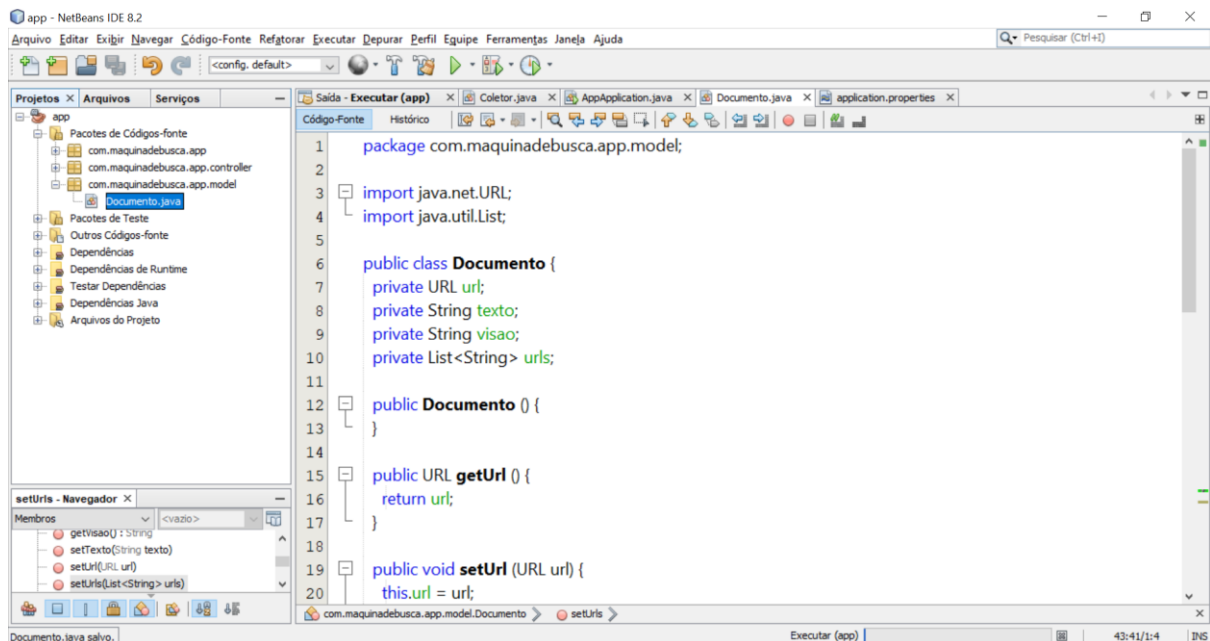 app - NetBeans IDE 8.2
Arquivo Editar Exibir Navegar Código-Fonte Refatorar Executar Depurar Perfil Equipe Ferramentas Janela Ajuda
Pesquisar (Ctrl+I)
<config. default>
Projetos Arquivos Serviços
Saída - Executar (app) Coletor.java AppApplication.java Documento.java application.properties
Código-Fonte Histórico
app
Pacotes de Códigos-fonte
com.maquinadebusca.app
com.maquinadebusca.app.controller
com.maquinadebusca.app.model
Documento.java
Pacotes de Teste
Outros Códigos-fonte
Dependências
Dependências de Runtime
Testar Dependências
Dependências Java
Arquivos do Projeto
1 package com.maquinadebusca.app.model;
2
3 import java.net.URL;
4 import java.util.List;
5
6 public class Documento {
7 private URL url;
8 private String texto;
9 private String visao;
10 private List<String> urls;
11
12 public Documento () {
13 }
14
15 public URL getUrl () {
16 return url;
17 }
18
19 public void setUrl (URL url) {
20 this.url = url;
setUrls - Navegador
Membros <vazio>
getVisao() : String
setTexto(String texto)
setUrl(URL url)
setUrls(List<String> urls)
com.maquinadebusca.app.model.Documento setUrls
Documento.java salvo. Executar (app) 43:41/1:4 INS